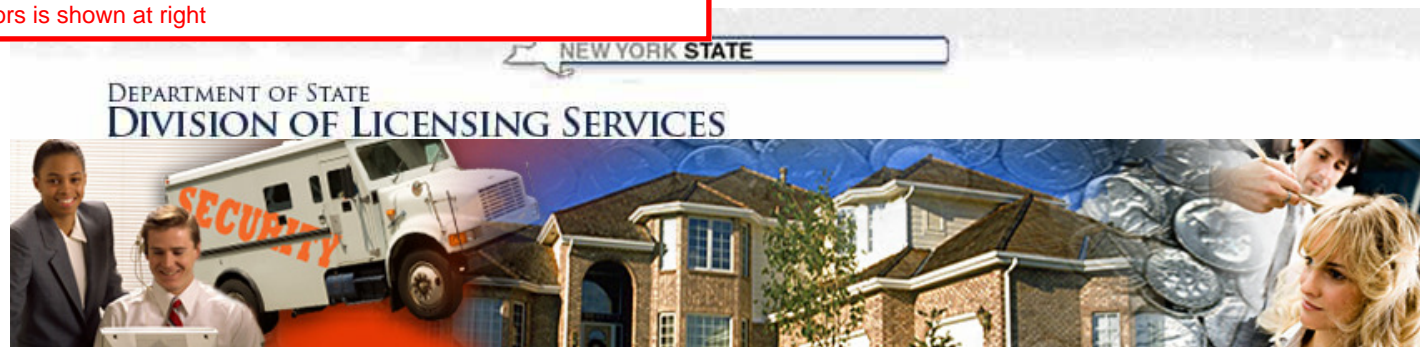 ors is shown at right
NEW YORK STATE
DEPARTMENT OF STATE
DIVISION OF LICENSING SERVICES
SECURITY